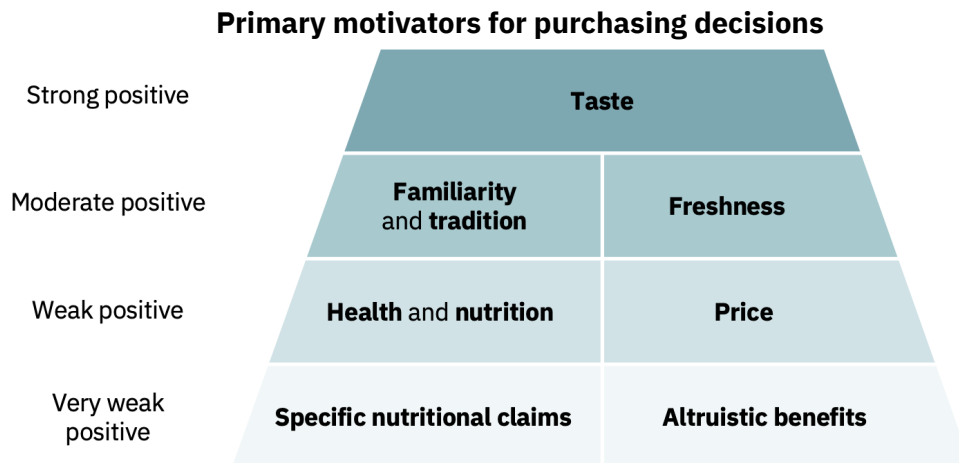 Primary motivators for purchasing decisions
Strong positive
Taste
Moderate positive
Familiarity
and tradition
Freshness
Weak positive
Health and nutrition
Price
Very weak
positive
Specific nutritional claims
Altruistic benefits